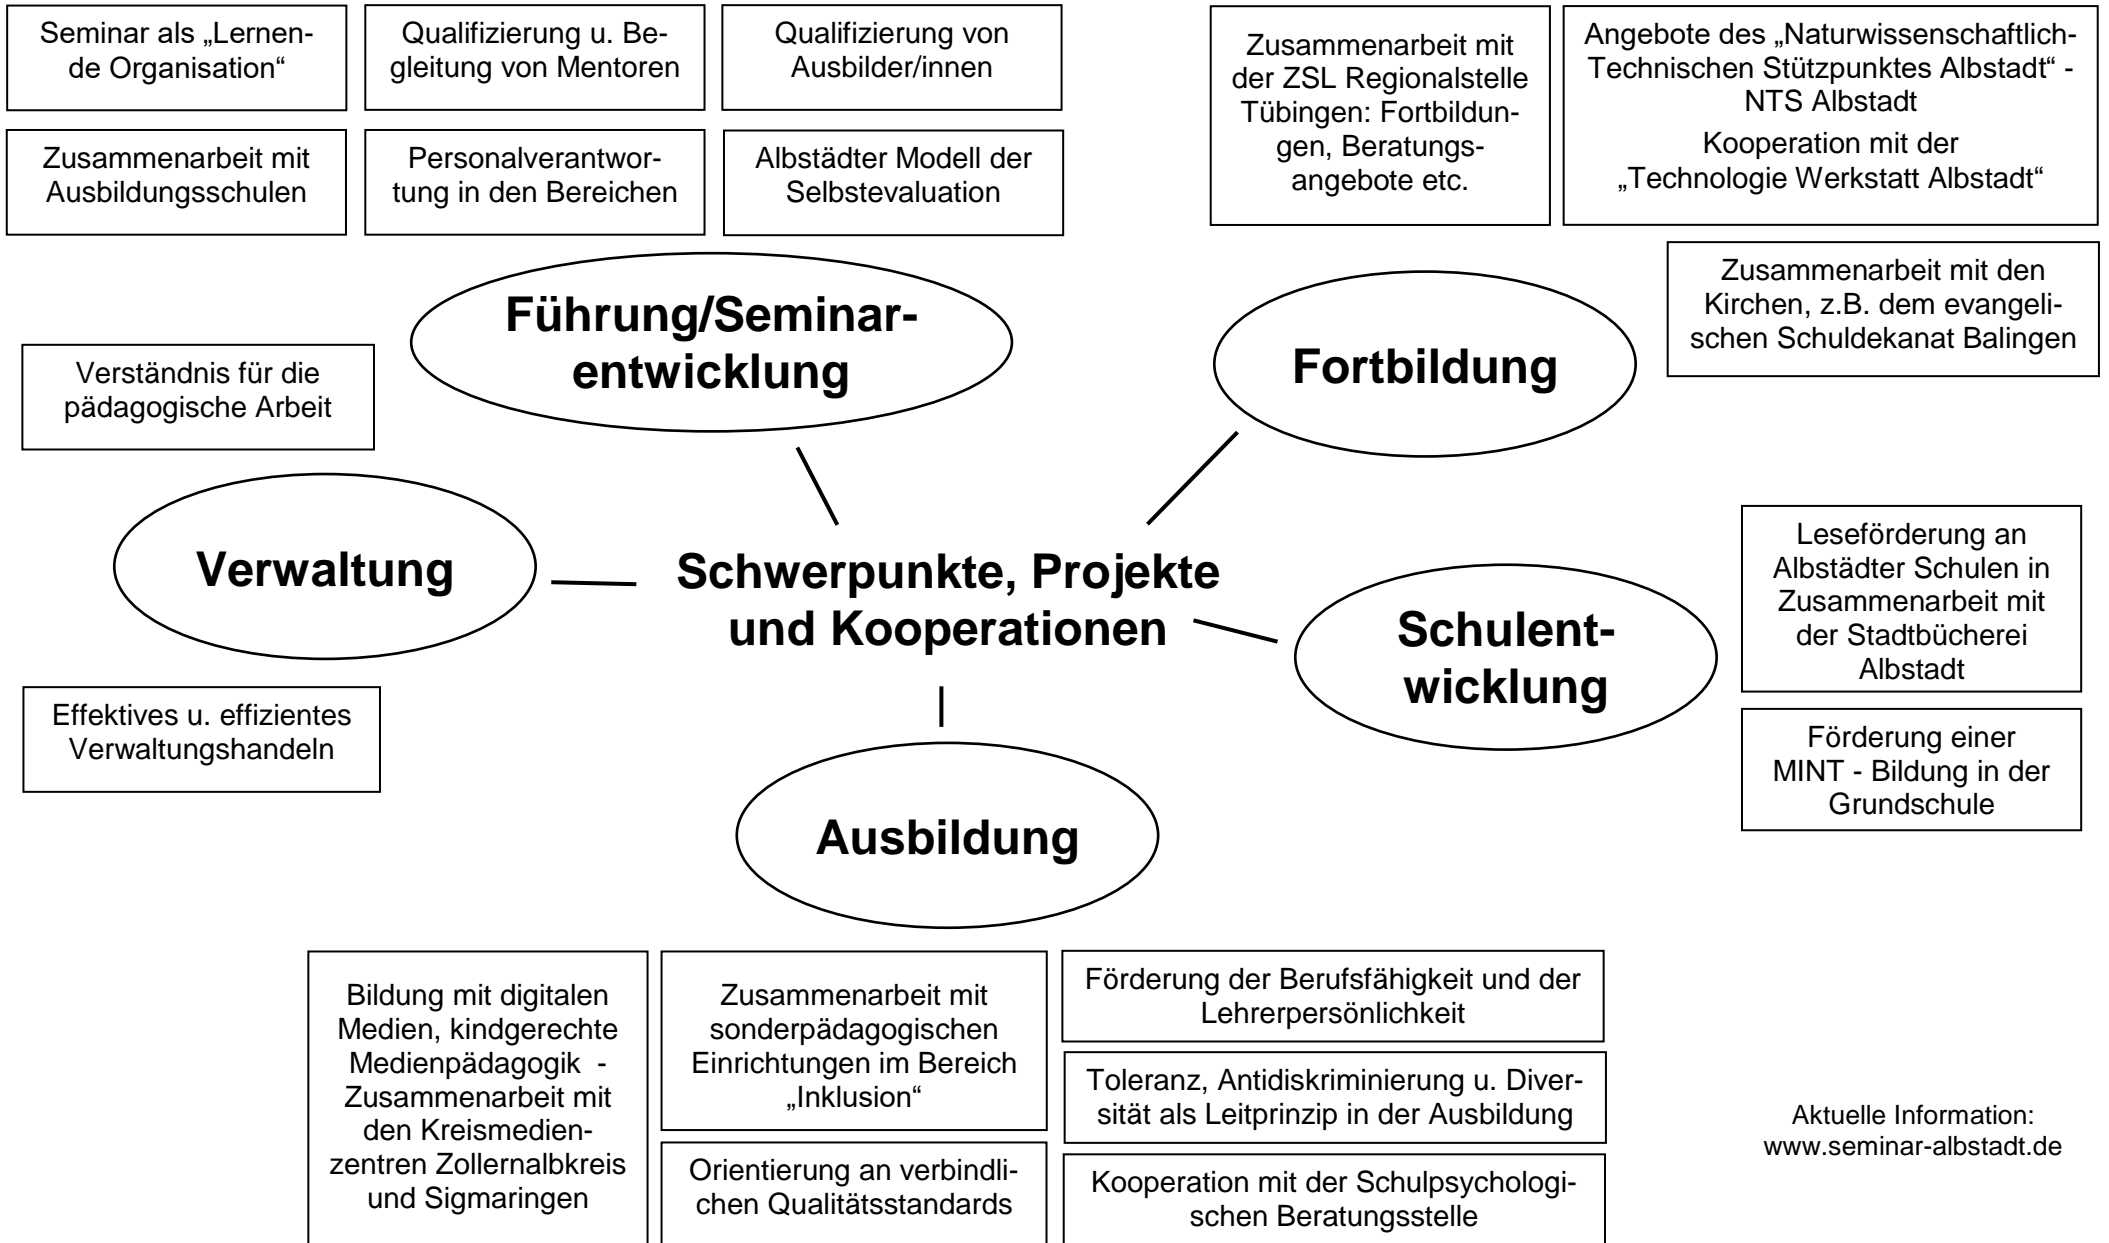 Seminar als „Lernen-
de Organisation“
Qualifizierung u. Be-
gleitung von Mentoren
Qualifizierung von
Ausbilder/innen
Zusammenarbeit mit
Ausbildungsschulen
Personalverantwor-
tung in den Bereichen
Albstädter Modell der
Selbstevaluation
Zusammenarbeit mit
der ZSL Regionalstelle
Tübingen: Fortbildun-
gen, Beratungs-
angebote etc.
Angebote des „Naturwissenschaftlich-
Technischen Stützpunktes Albstadt“ -
NTS Albstadt
Kooperation mit der
„Technologie Werkstatt Albstadt“
Zusammenarbeit mit den
Kirchen, z.B. dem evangeli-
schen Schuldekanat Balingen
Führung/Seminar-
entwicklung
Fortbildung
Verständnis für die
pädagogische Arbeit
Verwaltung
Effektives u. effizientes
Verwaltungshandeln
Schwerpunkte, Projekte
und Kooperationen
Schulent-
wicklung
Leseförderung an
Albstädter Schulen in
Zusammenarbeit mit
der Stadtbücherei
Albstadt
Förderung einer
MINT - Bildung in der
Grundschule
Ausbildung
Bildung mit digitalen
Medien, kindgerechte
Medienpädagogik -
Zusammenarbeit mit
den Kreismedien-
zentren Zollernalbkreis
und Sigmaringen
Zusammenarbeit mit
sonderpädagogischen
Einrichtungen im Bereich
„Inklusion“
Orientierung an verbindli-
chen Qualitätsstandards
Förderung der Berufsfähigkeit und der
Lehrerpersönlichkeit
Toleranz, Antidiskriminierung u. Diver-
sität als Leitprinzip in der Ausbildung
Kooperation mit der Schulpsychologi-
schen Beratungsstelle
Aktuelle Information:
www.seminar-albstadt.de